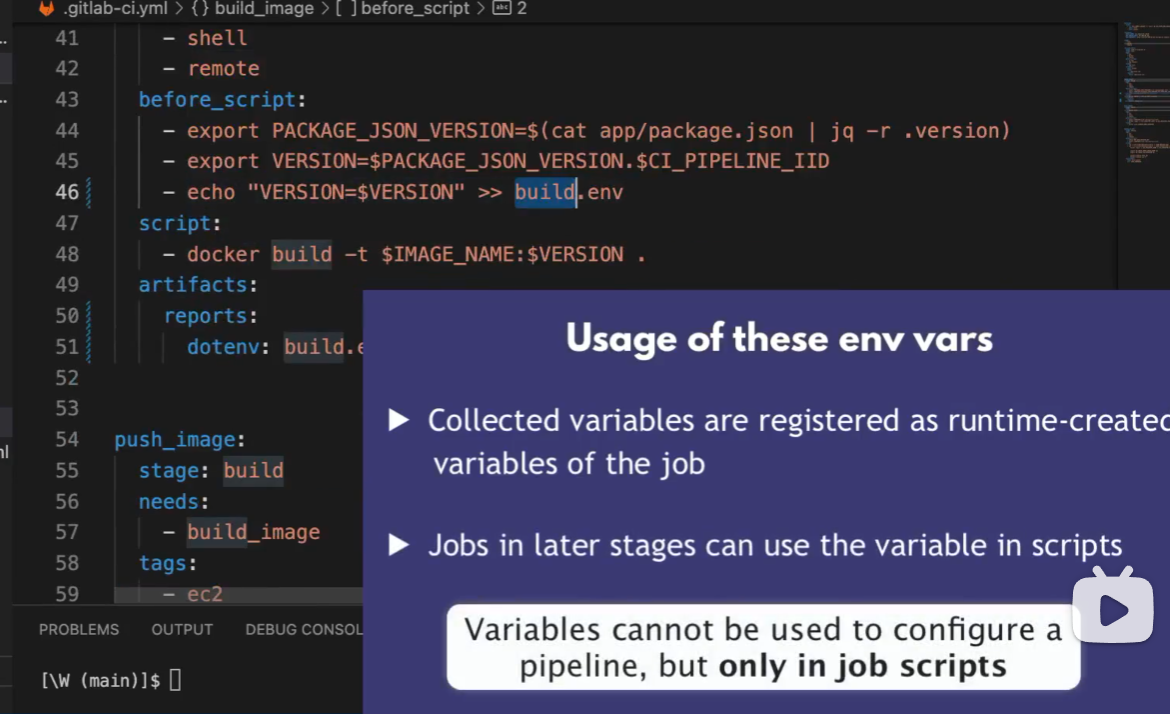 .gitlab-ci.yml > {} build_image > [ ] before_script > abc 2
41 - shell
42 - remote
43 before_script:
44 - export PACKAGE_JSON_VERSION=$(cat app/package.json | jq -r .version)
45 - export VERSION=$PACKAGE_JSON_VERSION.$CI_PIPELINE_IID
46 - echo "VERSION=$VERSION" >> build.env
47 script:
48 - docker build -t $IMAGE_NAME:$VERSION .
49 artifacts:
50 reports:
51 dotenv: build.e
52
53
54 push_image:
55 stage: build
56 needs:
57 - build_image
58 tags:
59 - ec2
Usage of these env vars
▶ Collected variables are registered as runtime-created
variables of the job
▶ Jobs in later stages can use the variable in scripts
Variables cannot be used to configure a
pipeline, but only in job scripts
PROBLEMS OUTPUT DEBUG CONSOL
[\W (main)]$